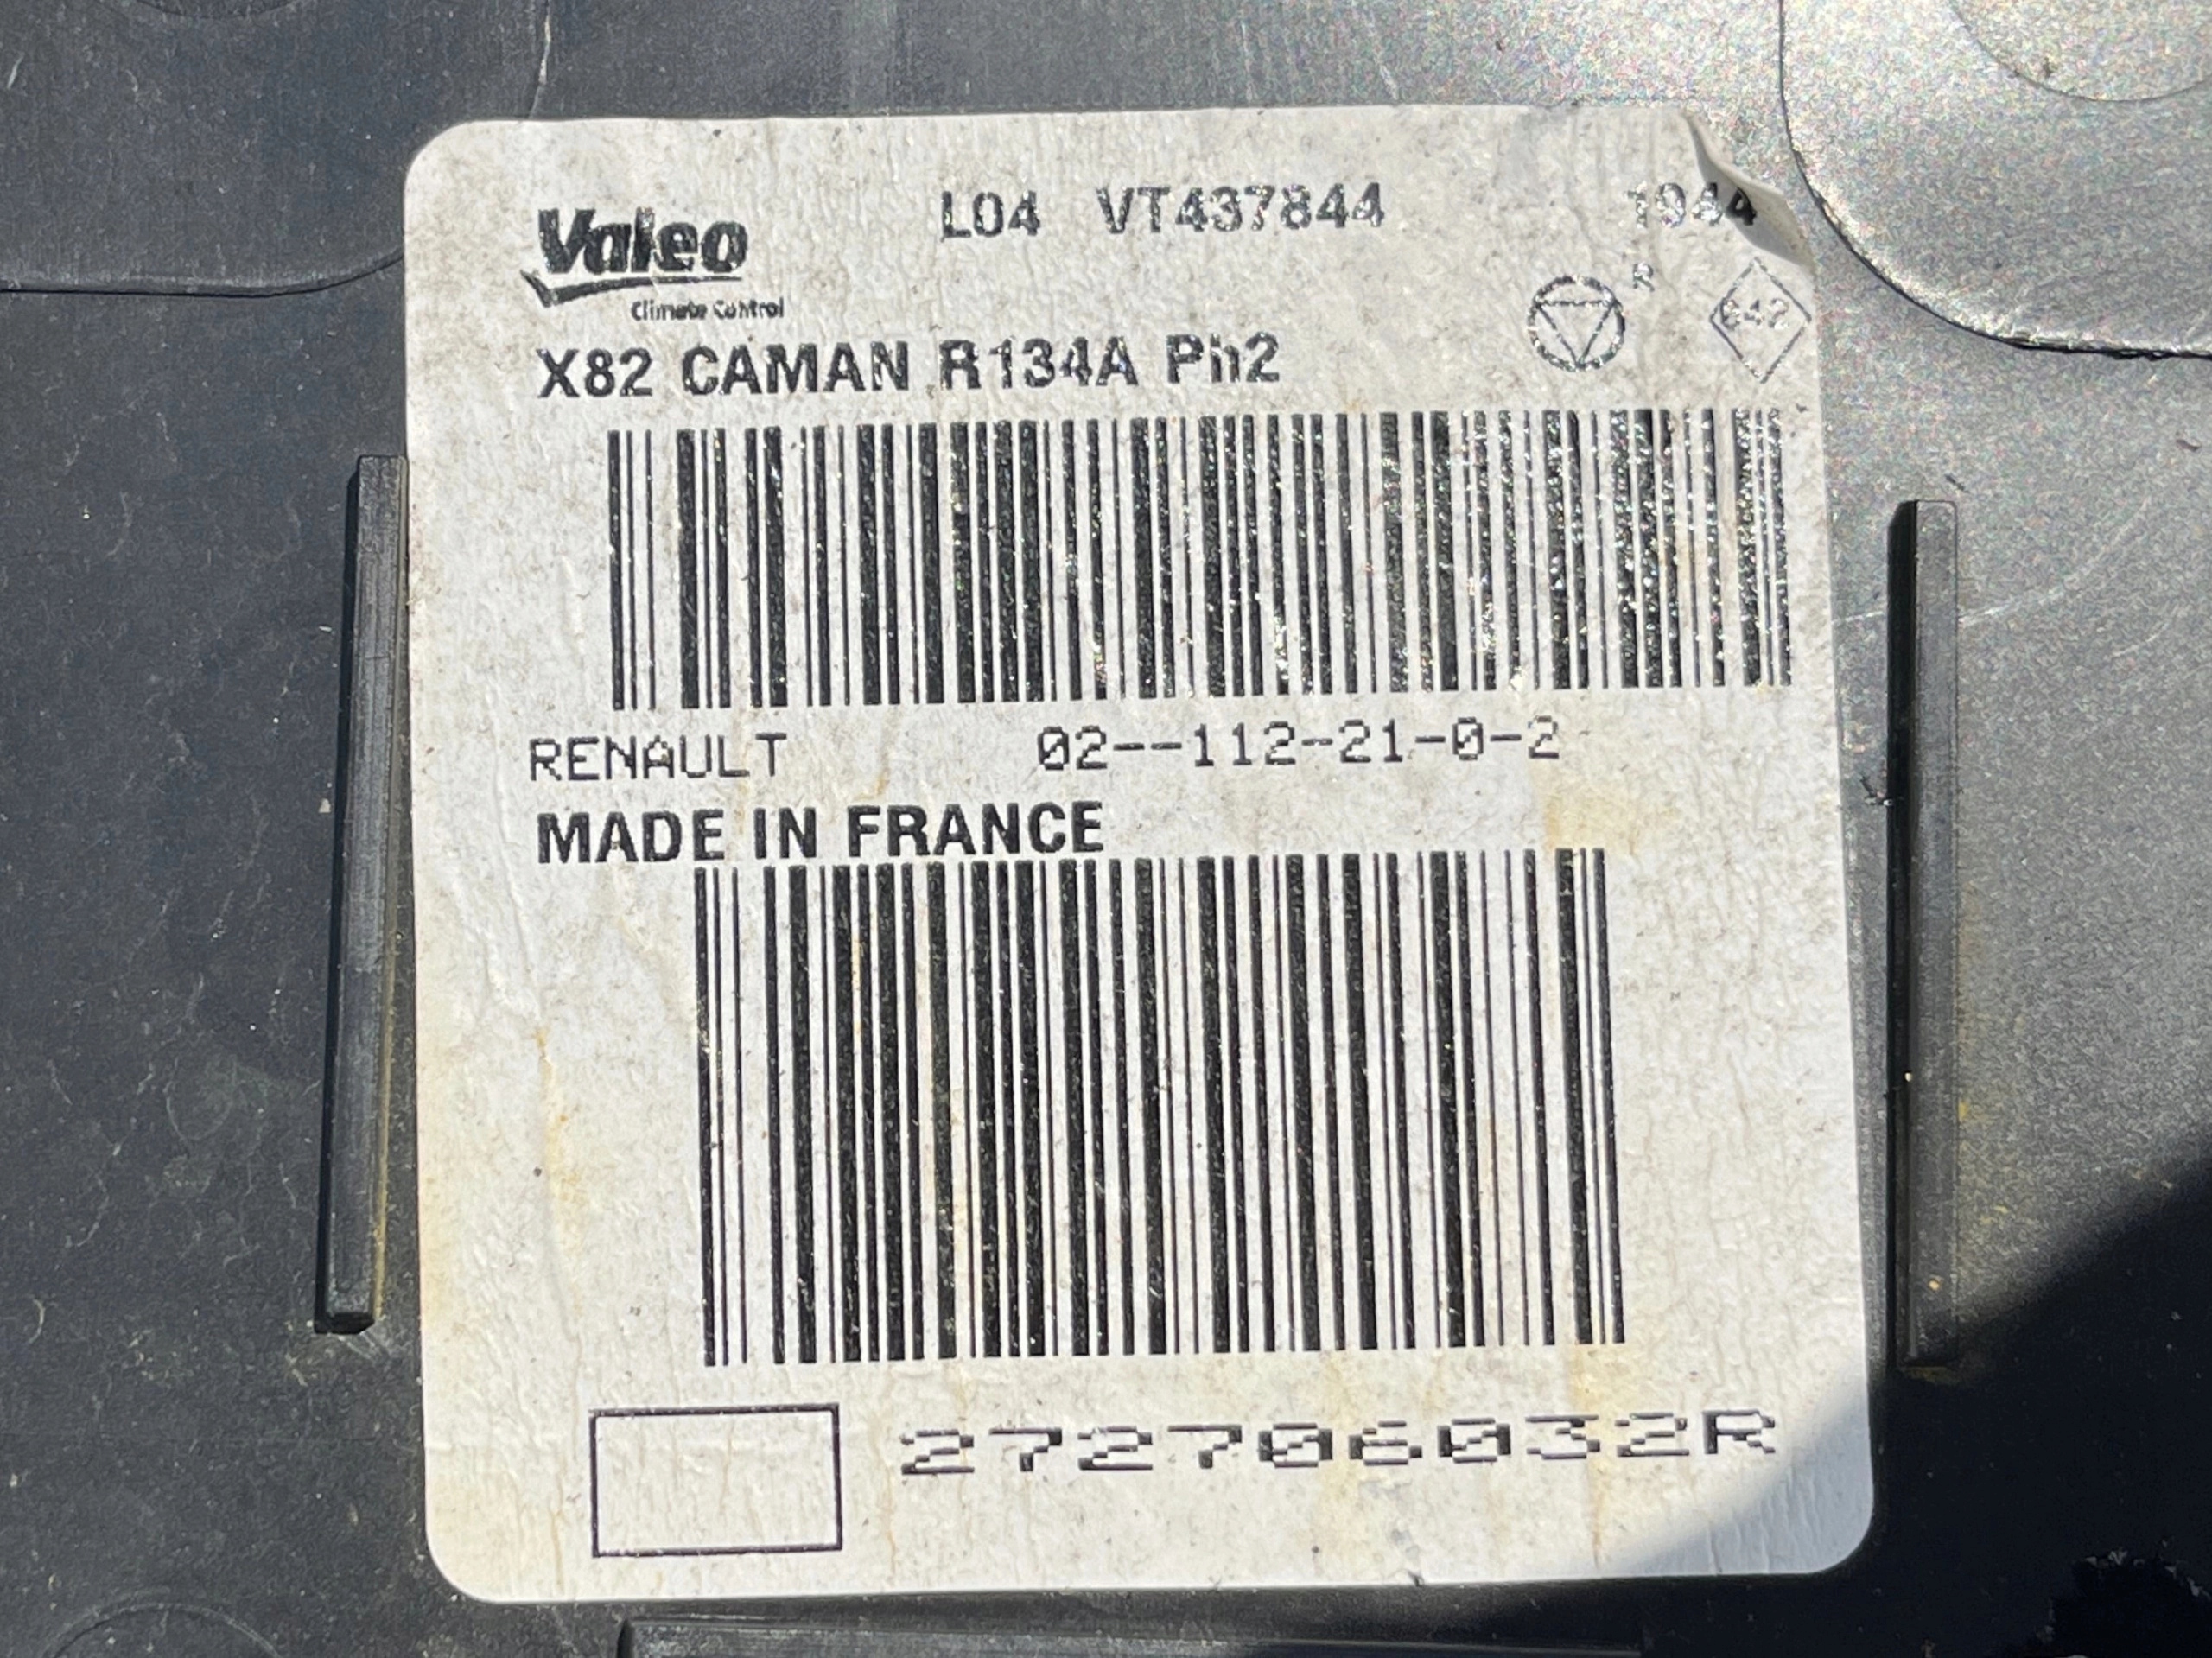 Valeo L04 VT437844 1944
Climate Control
R
X82 CAMAN R134A Ph2
RENAULT 02--112-21-0-2
MADE IN FRANCE
272706032R